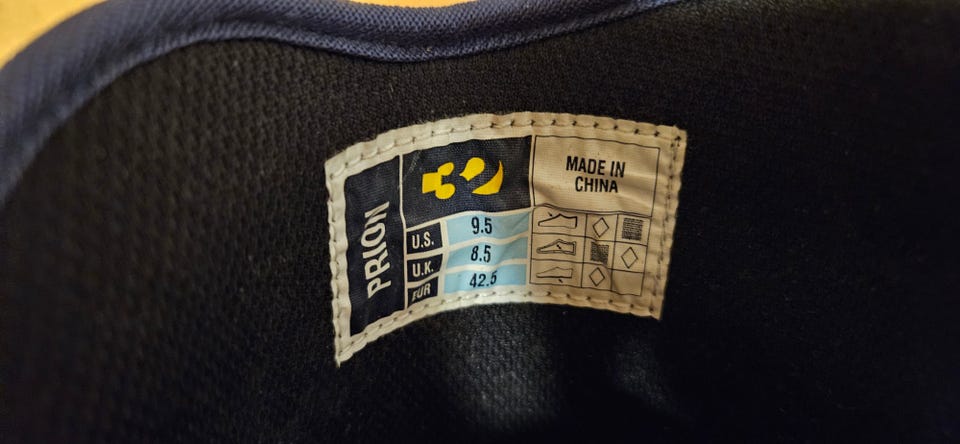 PRION
U.S. 9.5
U.K. 8.5
EUR 42.5
MADE IN
CHINA